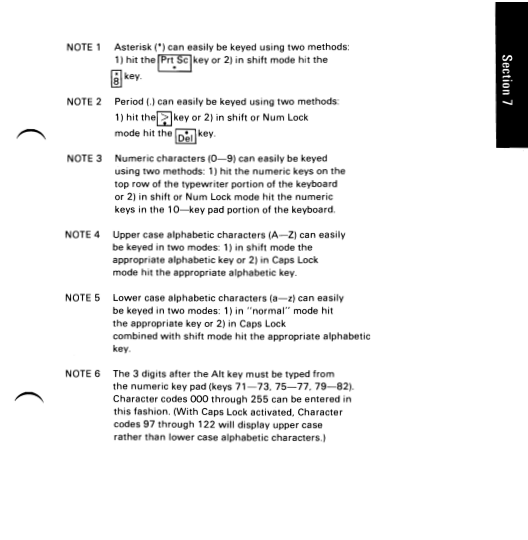 Section 7
NOTE 1 Asterisk (*) can easily be keyed using two methods:
1) hit the Prt Sc * key or 2) in shift mode hit the
* 8 key.
NOTE 2 Period (.) can easily be keyed using two methods:
1) hit the > . key or 2) in shift or Num Lock
mode hit the . Del key.
NOTE 3 Numeric characters (0—9) can easily be keyed
using two methods: 1) hit the numeric keys on the
top row of the typewriter portion of the keyboard
or 2) in shift or Num Lock mode hit the numeric
keys in the 10—key pad portion of the keyboard.
NOTE 4 Upper case alphabetic characters (A—Z) can easily
be keyed in two modes: 1) in shift mode the
appropriate alphabetic key or 2) in Caps Lock
mode hit the appropriate alphabetic key.
NOTE 5 Lower case alphabetic characters (a—z) can easily
be keyed in two modes: 1) in "normal" mode hit
the appropriate key or 2) in Caps Lock
combined with shift mode hit the appropriate alphabetic
key.
NOTE 6 The 3 digits after the Alt key must be typed from
the numeric key pad (keys 71—73, 75—77, 79—82).
Character codes 000 through 255 can be entered in
this fashion. (With Caps Lock activated, Character
codes 97 through 122 will display upper case
rather than lower case alphabetic characters.)